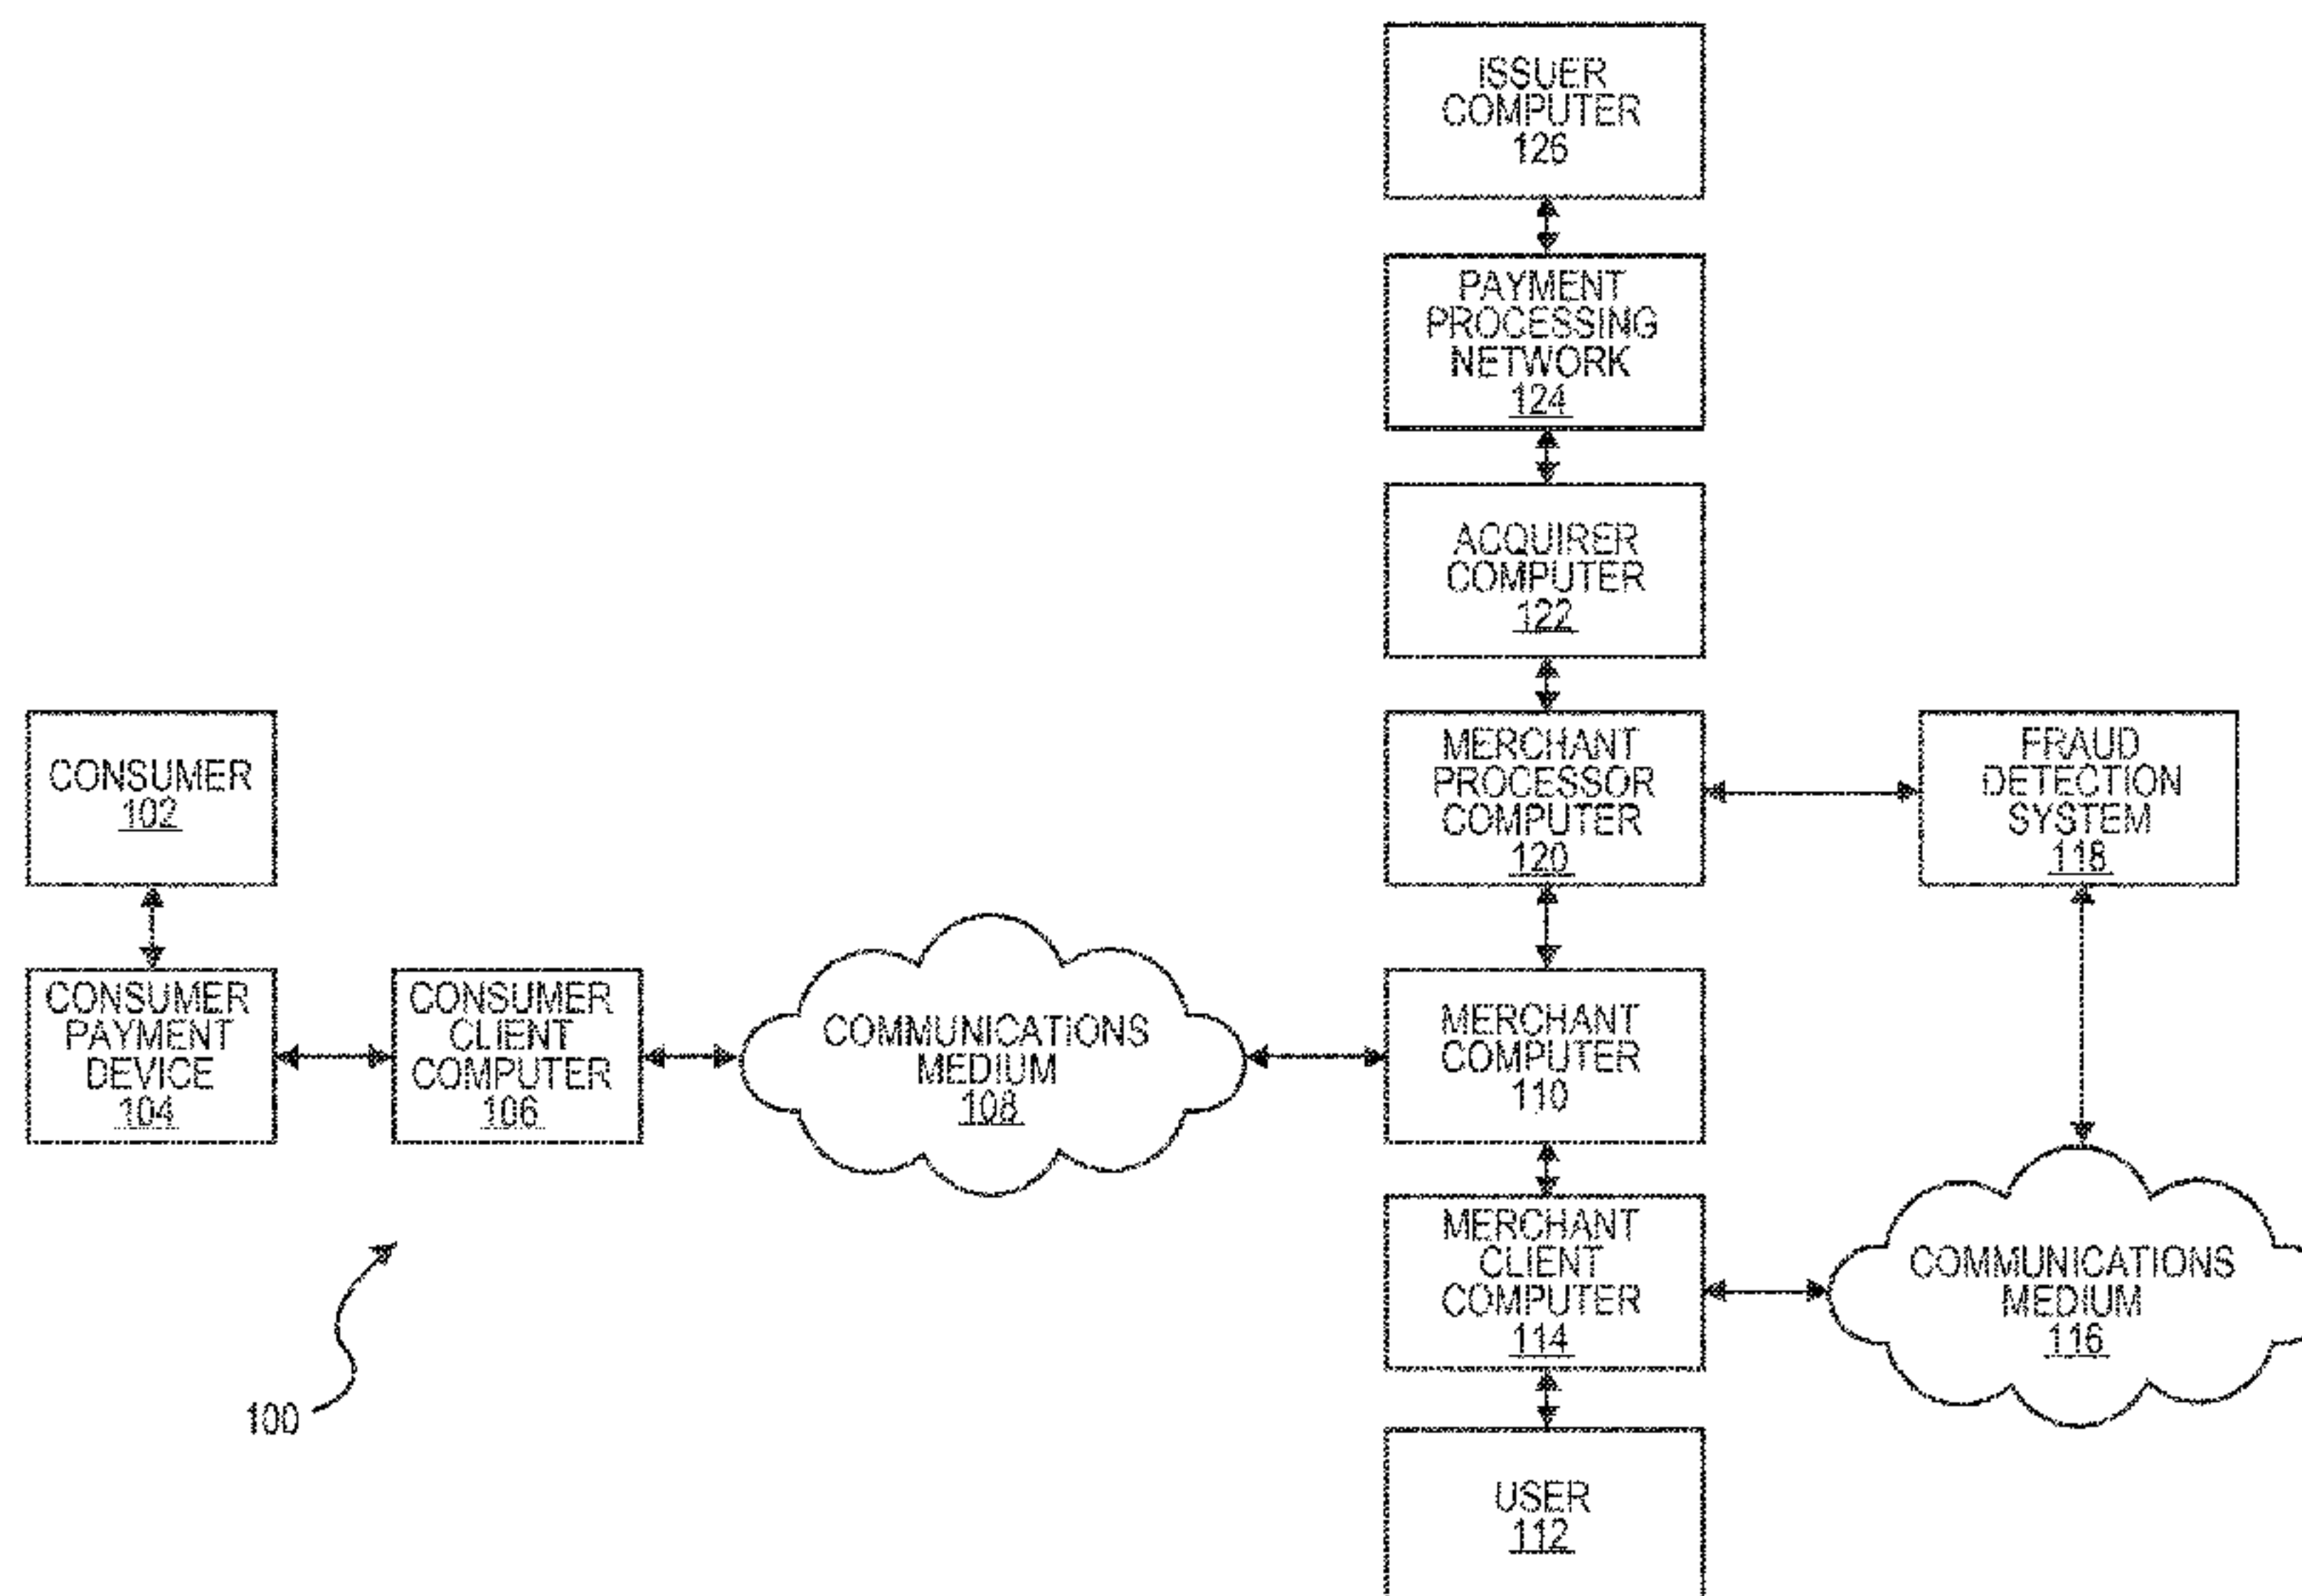 ISSUER
COMPUTER
126
PAYMENT
PROCESSING
NETWORK
124
ACQUIRER
COMPUTER
122
CONSUMER
102
MERCHANT
PROCESSOR
COMPUTER
120
FRAUD
DETECTION
SYSTEM
118
CONSUMER
PAYMENT
DEVICE
104
CONSUMER
CLIENT
COMPUTER
106
COMMUNICATIONS
MEDIUM
108
MERCHANT
COMPUTER
110
MERCHANT
CLIENT
COMPUTER
114
COMMUNICATIONS
MEDIUM
116
100
USER
112